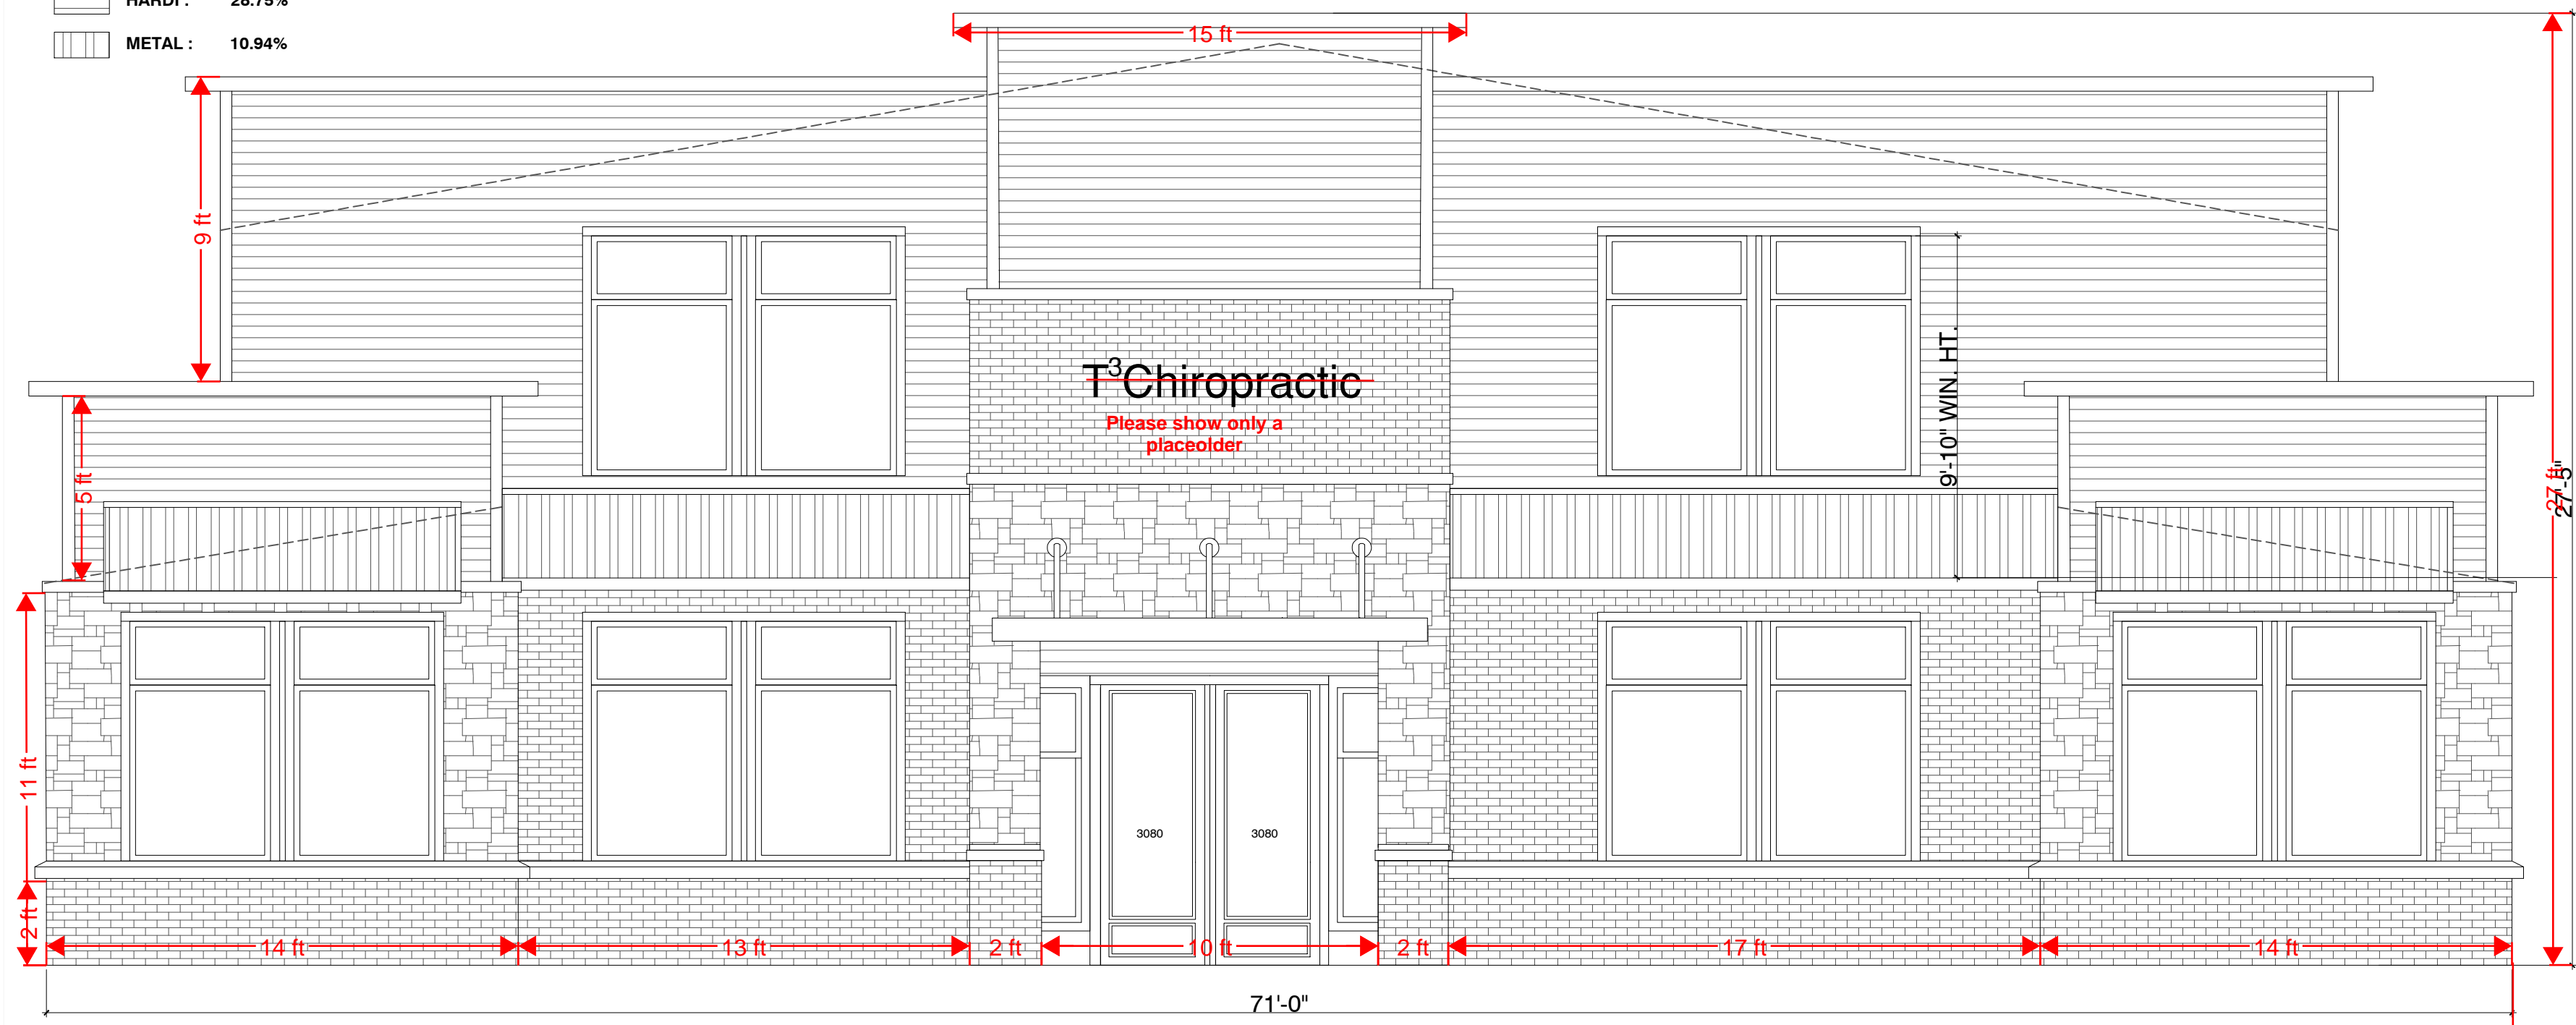 HARDI : 28.75%
METAL : 10.94%
15 ft
9 ft
T³Chiropractic
Please show only a
placeolder
9'-10" WIN. HT.
5 ft
27 ft
27'-5"
11 ft
3080 3080
2 ft
14 ft 13 ft 2 ft 10 ft 2 ft 17 ft 14 ft
71'-0"